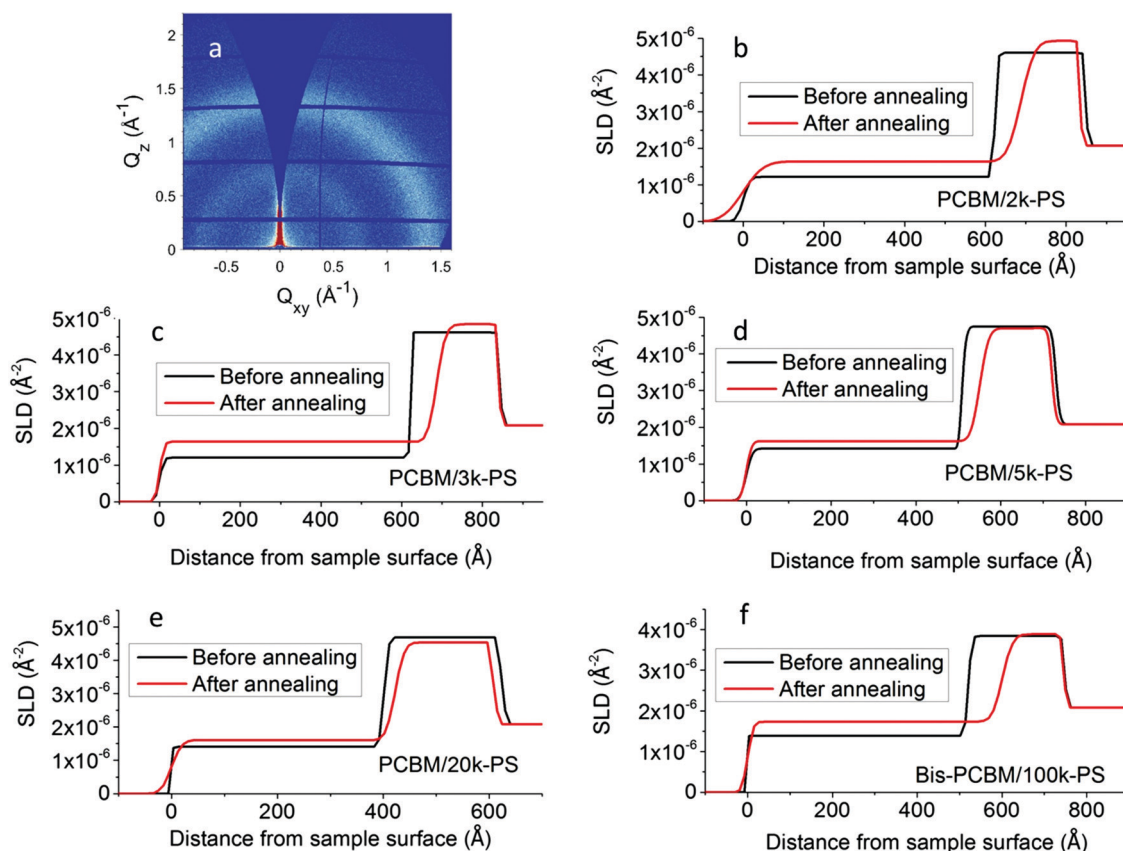 a
2
1.5
1
0.5
0
-0.5
0
0.5
1
1.5
Q_z (Å⁻¹)
Q_xy (Å⁻¹)
b
5x10⁻⁶
4x10⁻⁶
3x10⁻⁶
2x10⁻⁶
1x10⁻⁶
0
SLD (Å⁻²)
Before annealing
After annealing
PCBM/2k-PS
0 200 400 600 800
Distance from sample surface (Å)
c
5x10⁻⁶
4x10⁻⁶
3x10⁻⁶
2x10⁻⁶
1x10⁻⁶
0
SLD (Å⁻²)
Before annealing
After annealing
PCBM/3k-PS
0 200 400 600 800
Distance from sample surface (Å)
d
5x10⁻⁶
4x10⁻⁶
3x10⁻⁶
2x10⁻⁶
1x10⁻⁶
0
SLD (Å⁻²)
Before annealing
After annealing
PCBM/5k-PS
0 200 400 600 800
Distance from sample surface (Å)
e
5x10⁻⁶
4x10⁻⁶
3x10⁻⁶
2x10⁻⁶
1x10⁻⁶
0
SLD (Å⁻²)
Before annealing
After annealing
PCBM/20k-PS
0 200 400 600
Distance from sample surface (Å)
f
5x10⁻⁶
4x10⁻⁶
3x10⁻⁶
2x10⁻⁶
1x10⁻⁶
0
SLD (Å⁻²)
Before annealing
After annealing
Bis-PCBM/100k-PS
0 200 400 600 800
Distance from sample surface (Å)